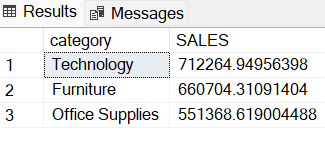 Results Messages
category SALES
1 Technology 712264.94956398
2 Furniture 660704.31091404
3 Office Supplies 551368.619004488